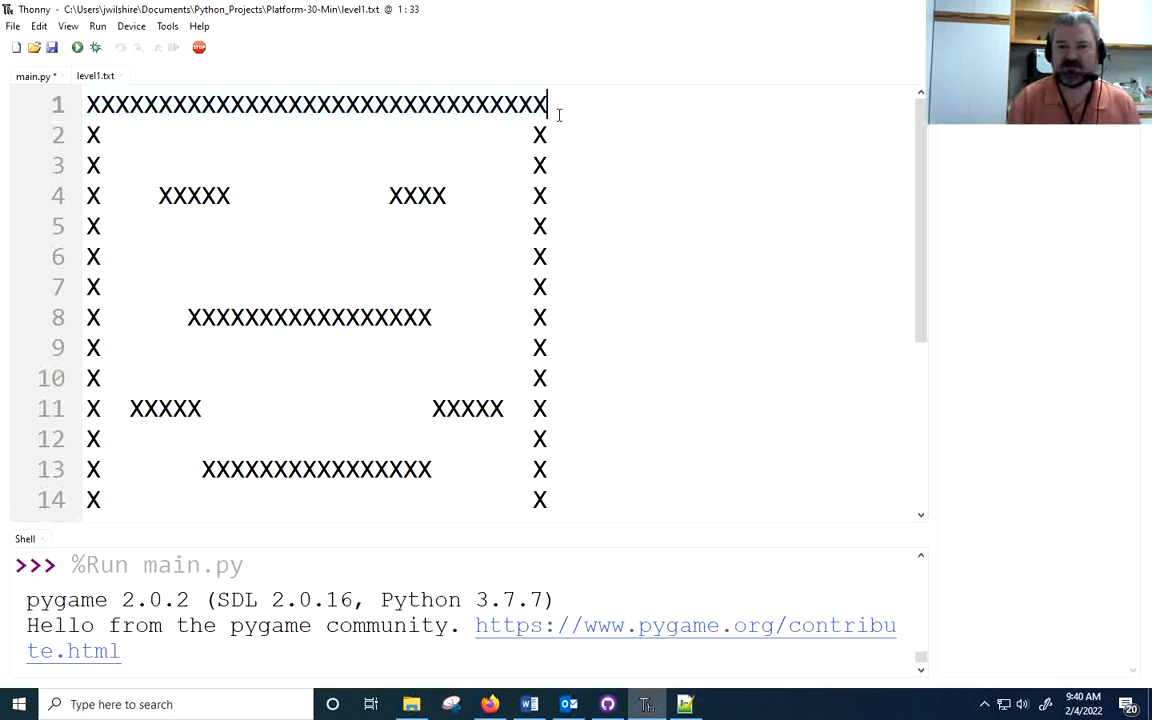 Thonny - C:\Users\jwilshire\Documents\Python_Projects\Platform-30-Min\level1.txt @ 1:33
File Edit View Run Device Tools Help
STOP
main.py * level1.txt
1 XXXXXXXXXXXXXXXXXXXXXXXXXXXXXXXX
2 X                              X
3 X                              X
4 X    XXXXX           XXXX      X
5 X                              X
6 X                              X
7 X                              X
8 X      XXXXXXXXXXXXXXXXX       X
9 X                              X
10 X                              X
11 X  XXXXX                XXXXX  X
12 X                              X
13 X       XXXXXXXXXXXXXXXX       X
14 X                              X
Shell
>>> %Run main.py
pygame 2.0.2 (SDL 2.0.16, Python 3.7.7)
Hello from the pygame community. https://www.pygame.org/contribu
te.html
Type here to search
9:40 AM
2/4/2022
20